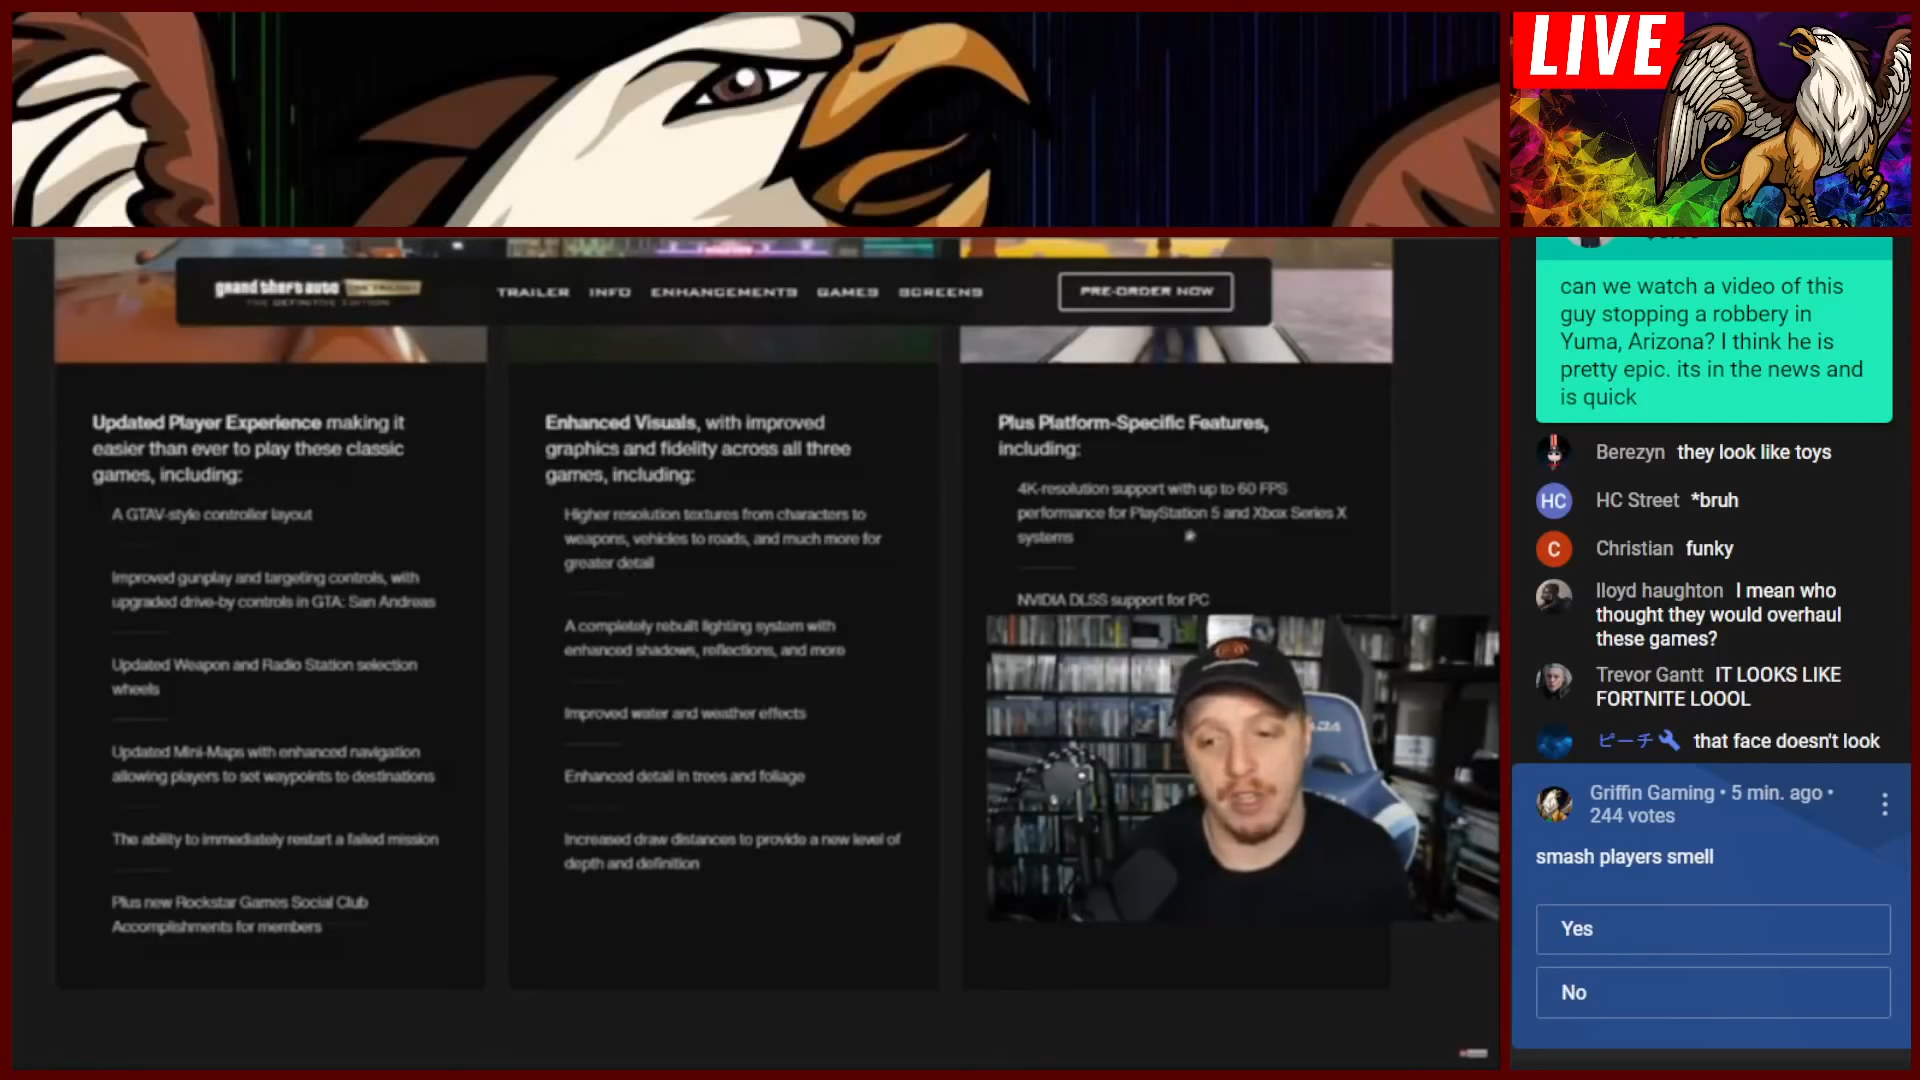 LIVE
grand theft auto
THE DEFINITIVE EDITION
TRAILER INFO ENHANCEMENTS GAMES SCREENS
PRE-ORDER NOW
Updated Player Experience making it
easier than ever to play these classic
games, including:
A GTAV-style controller layout
Improved gunplay and targeting controls, with
upgraded drive-by controls in GTA: San Andreas
Updated Weapon and Radio Station selection
wheels
Updated Mini-Maps with enhanced navigation
allowing players to set waypoints to destinations
The ability to immediately restart a failed mission
Plus new Rockstar Games Social Club
Accomplishments for members
Enhanced Visuals, with improved
graphics and fidelity across all three
games, including:
Higher resolution textures from characters to
weapons, vehicles to roads, and much more for
greater detail
A completely rebuilt lighting system with
enhanced shadows, reflections, and more
Improved water and weather effects
Enhanced detail in trees and foliage
Increased draw distances to provide a new level of
depth and definition
Plus Platform-Specific Features,
including:
4K-resolution support with up to 60 FPS
performance for PlayStation 5 and Xbox Series X
systems
NVIDIA DLSS support for PC
can we watch a video of this
guy stopping a robbery in
Yuma, Arizona? I think he is
pretty epic. its in the news and
is quick
Berezyn they look like toys
HC HC Street *bruh
C Christian funky
lloyd haughton I mean who
thought they would overhaul
these games?
Trevor Gantt IT LOOKS LIKE
FORTNITE LOOOL
ピーチ that face doesn't look
Griffin Gaming • 5 min. ago •
244 votes
smash players smell
Yes
No